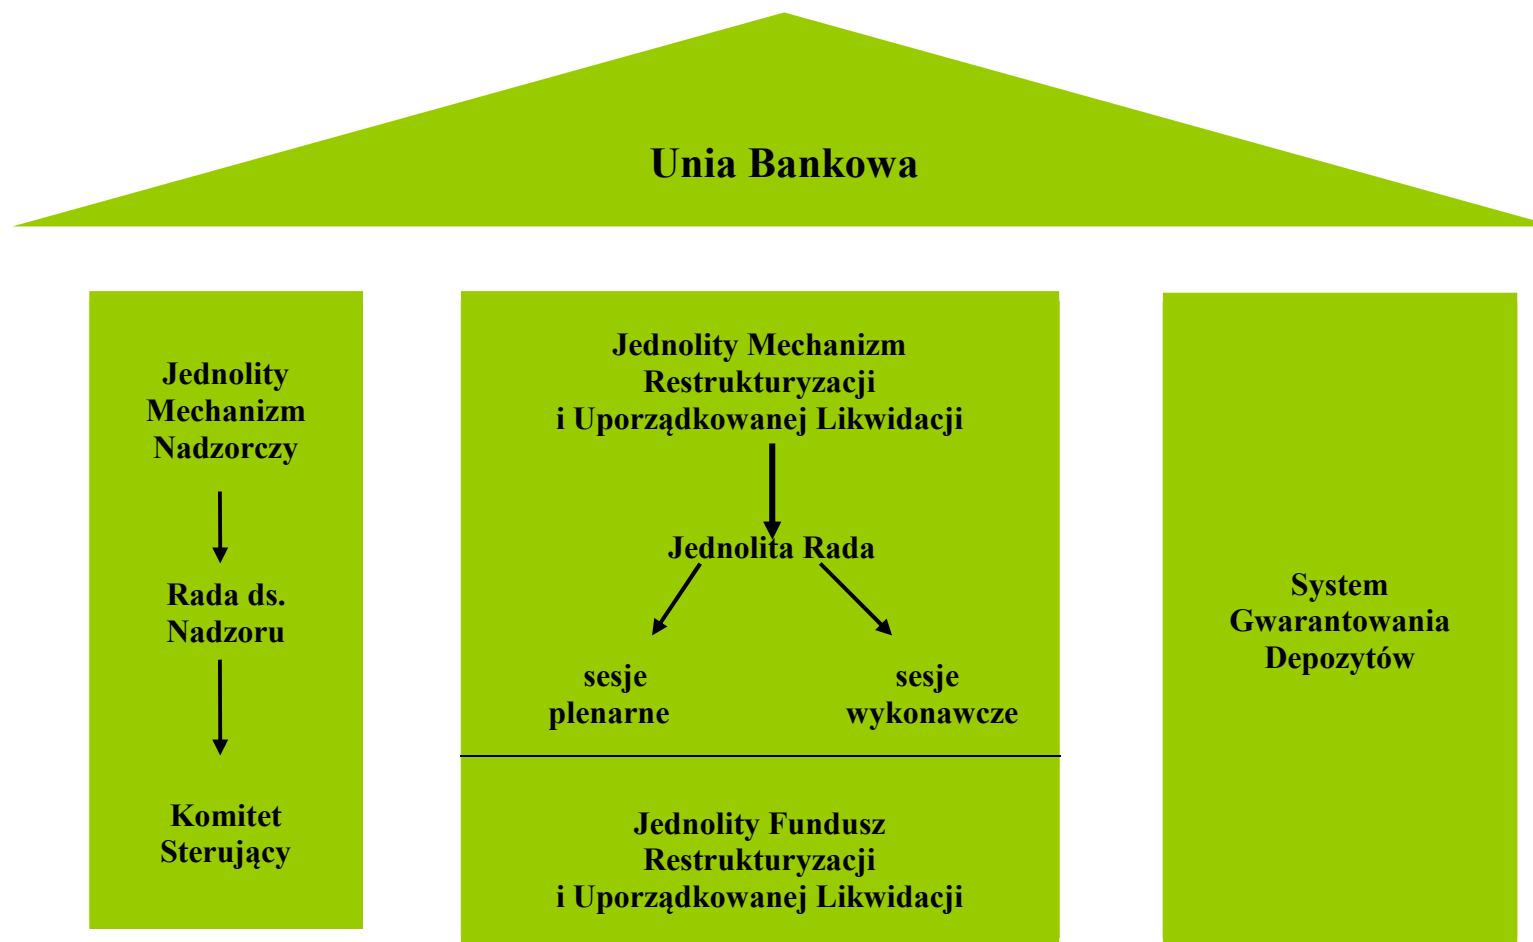 Unia Bankowa
Jednolity
Mechanizm
Nadzorczy
Rada ds.
Nadzoru
Komitet
Sterujący
Jednolity Mechanizm
Restrukturyzacji
i Uporządkowanej Likwidacji
Jednolita Rada
sesje
plenarne
sesje
wykonawcze
Jednolity Fundusz
Restrukturyzacji
i Uporządkowanej Likwidacji
System
Gwarantowania
Depozytów